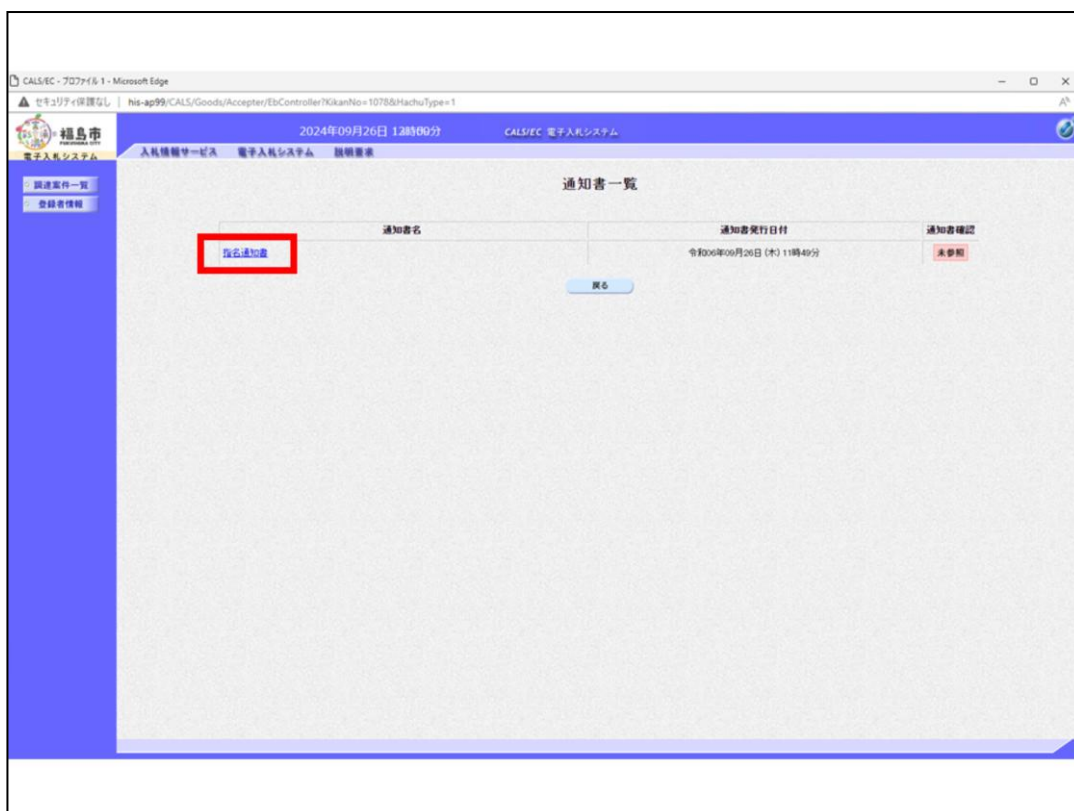 CALS/EC - プロファイル 1 - Microsoft Edge
セキュリティ保護なし | his-ap99/CALS/Goods/Accepter/EbController?KikanNo=1078&HachuType=1
福島市
FUKUSHIMA CITY
電子入札システム
2024年09月26日
CALS/EC 電子入札システム
入札情報サービス 電子入札システム 説明要求
調達案件一覧
登録者情報
通知書一覧
通知書名 通知書発行日付 通知書確認
指名通知書 令和06年09月26日 (木) 11時49分 未参照
戻る